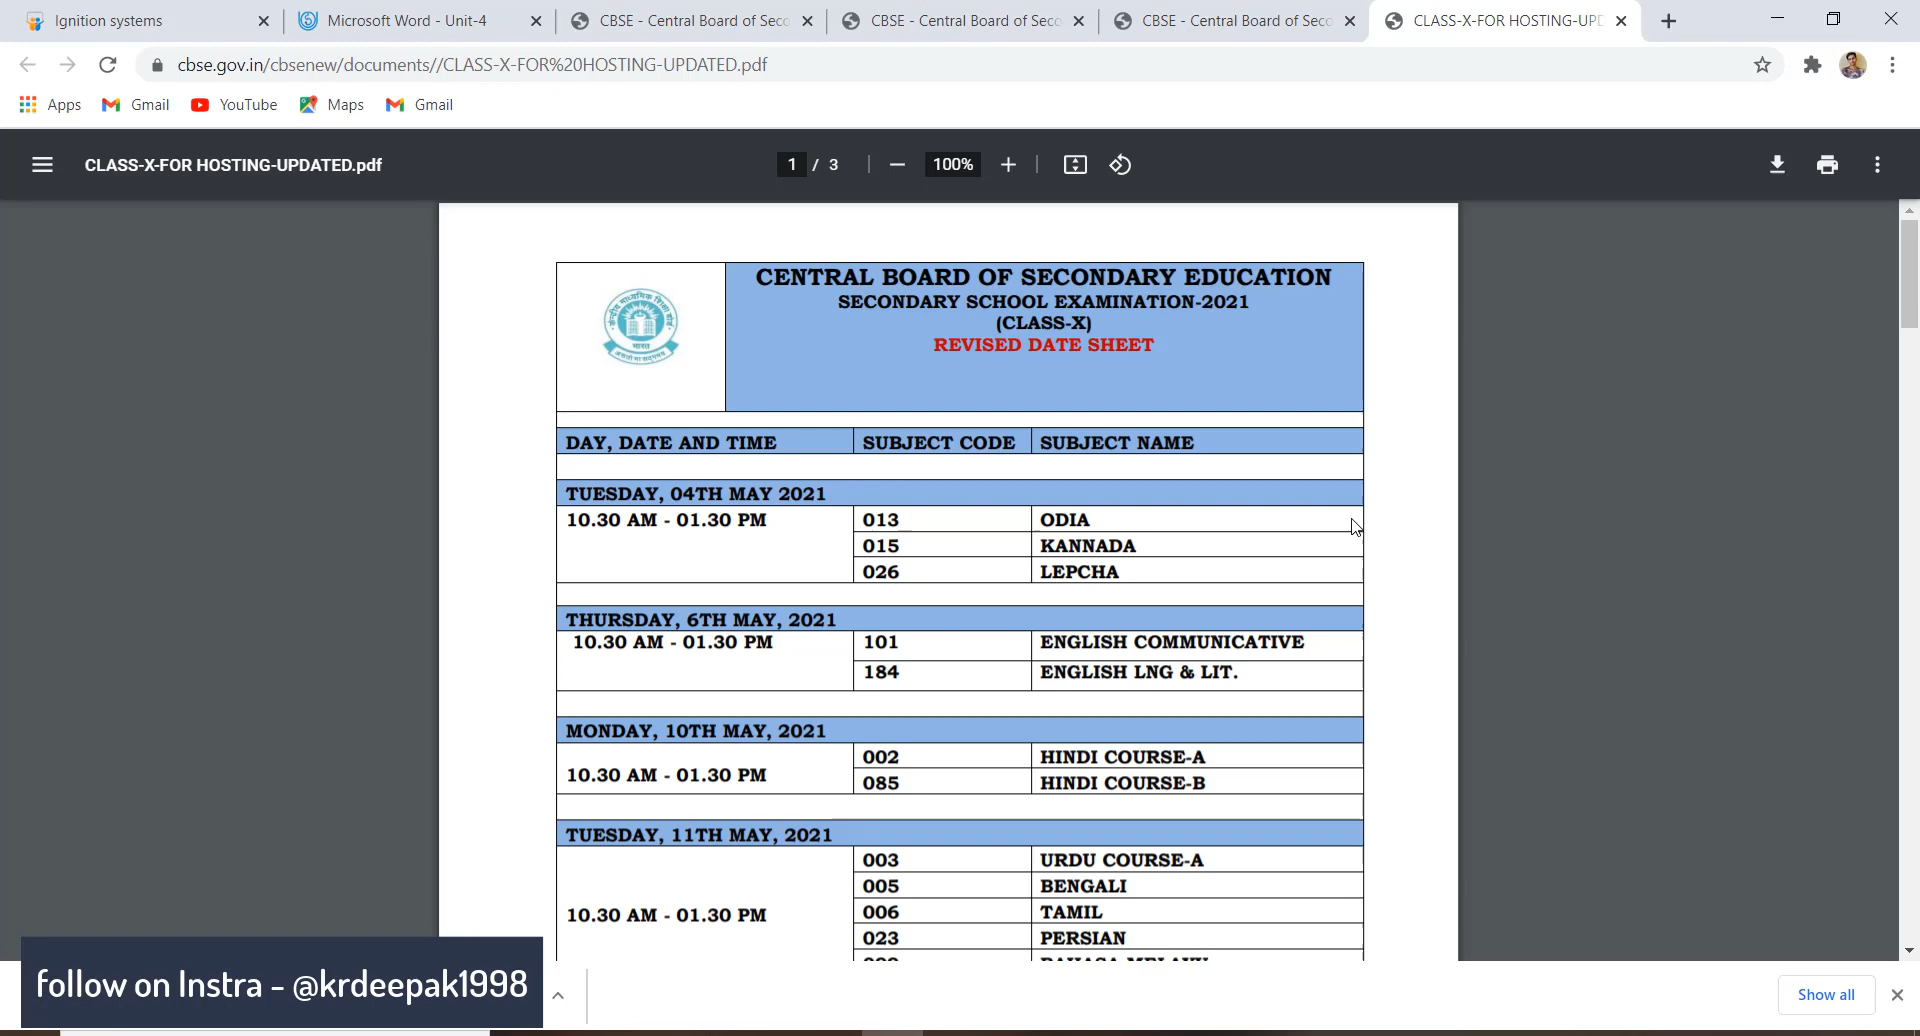 Ignition systems
Microsoft Word - Unit-4
CBSE - Central Board of Seco
CBSE - Central Board of Seco
CBSE - Central Board of Seco
CLASS-X-FOR HOSTING-UPD
cbse.gov.in/cbsenew/documents//CLASS-X-FOR%20HOSTING-UPDATED.pdf
Apps
Gmail
YouTube
Maps
Gmail
CLASS-X-FOR HOSTING-UPDATED.pdf
1 / 3
100%
केन्द्रीय माध्यमिक शिक्षा बोर्ड
भारत
असतो मा सद्गमय
CENTRAL BOARD OF SECONDARY EDUCATION
SECONDARY SCHOOL EXAMINATION-2021
(CLASS-X)
REVISED DATE SHEET
DAY, DATE AND TIME SUBJECT CODE SUBJECT NAME
TUESDAY, 04TH MAY 2021
10.30 AM - 01.30 PM 013 ODIA
015 KANNADA
026 LEPCHA
THURSDAY, 6TH MAY, 2021
10.30 AM - 01.30 PM 101 ENGLISH COMMUNICATIVE
184 ENGLISH LNG & LIT.
MONDAY, 10TH MAY, 2021
10.30 AM - 01.30 PM 002 HINDI COURSE-A
085 HINDI COURSE-B
TUESDAY, 11TH MAY, 2021
003 URDU COURSE-A
005 BENGALI
10.30 AM - 01.30 PM 006 TAMIL
023 PERSIAN
follow on Instra - @krdeepak1998
Show all